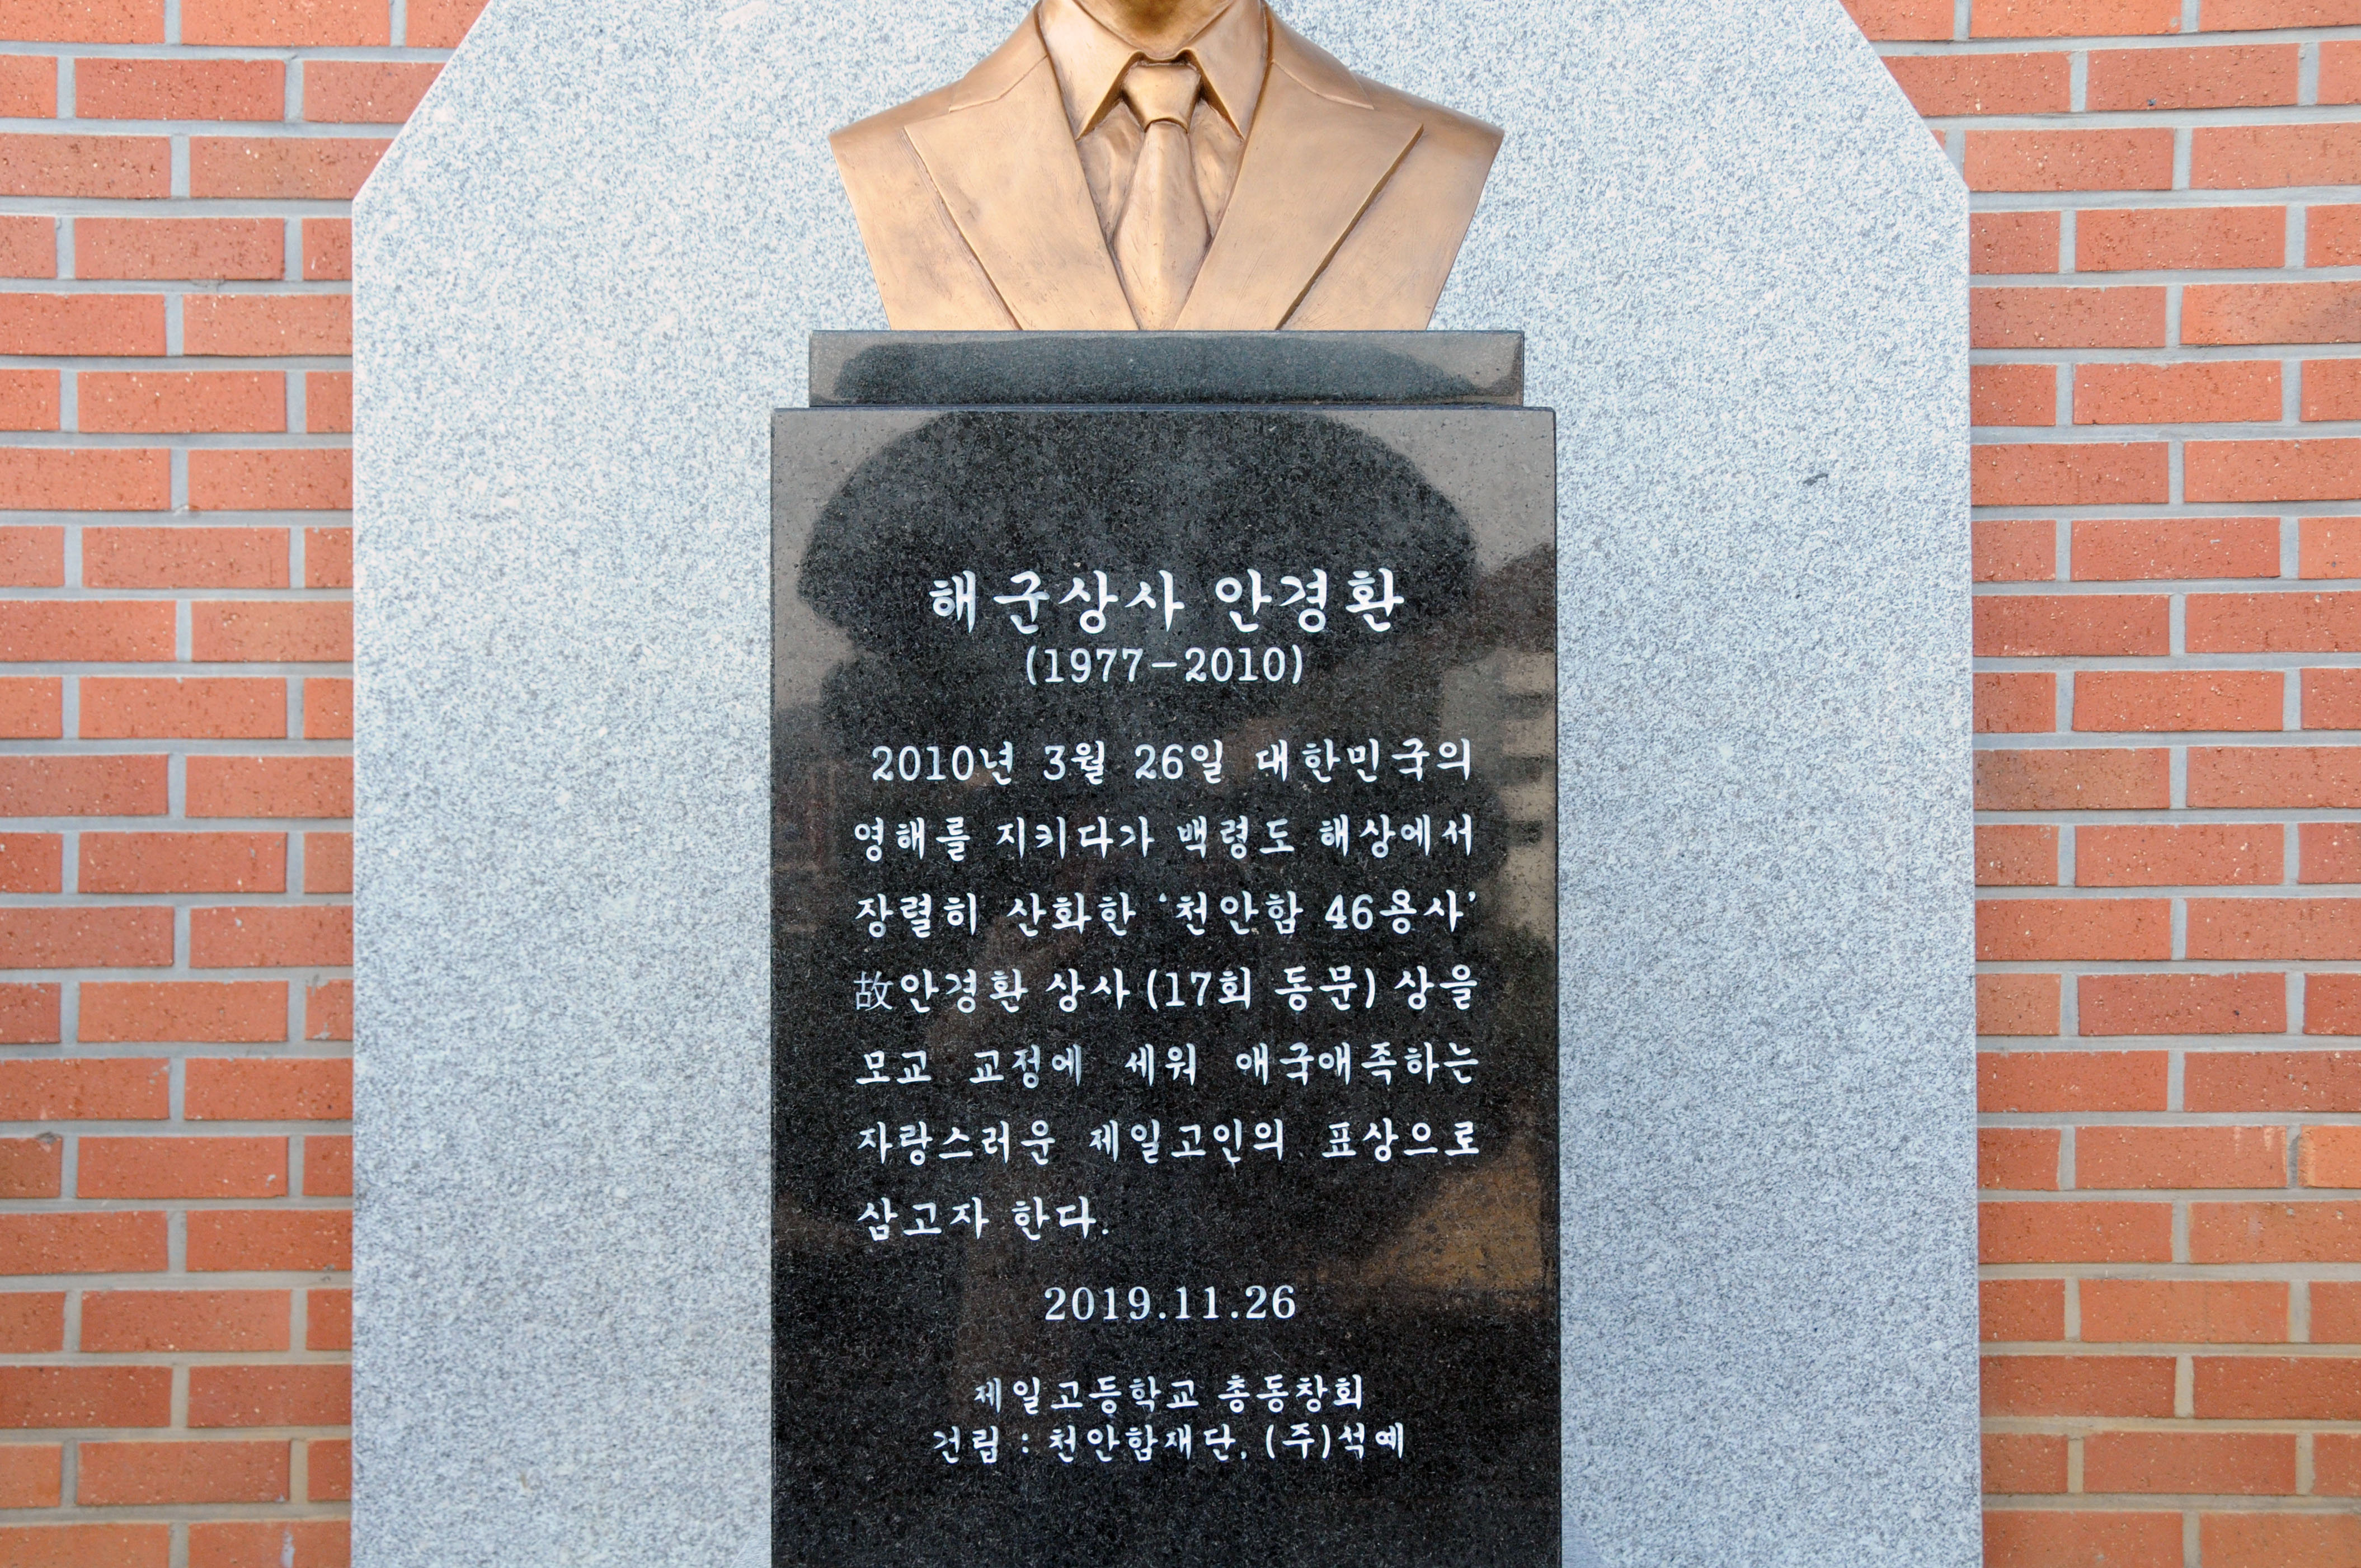 해군상사 안경환
(1977-2010)
2010년 3월 26일 대한민국의
영해를 지키다가 백령도 해상에서
장렬히 산화한 ‘천안함 46용사’
故안경환 상사(17회 동문) 상을
모교 교정에 세워 애국애족하는
자랑스러운 제일고인의 표상으로
삼고자 한다.
2019.11.26
제일고등학교 총동창회
건립 : 천안함재단, (주)석예